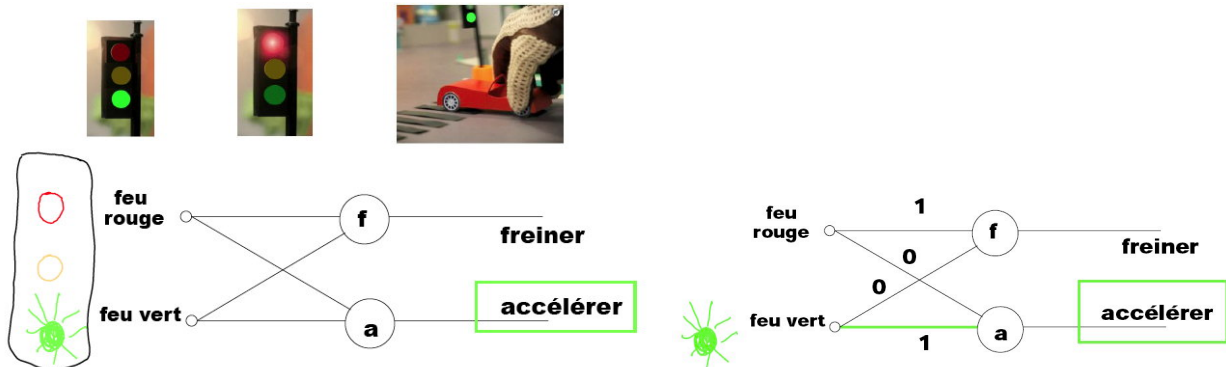 feu
rouge
f
freiner
feu vert
a
accélérer
feu
rouge
1
f
freiner
0
0
feu vert
1
a
accélérer